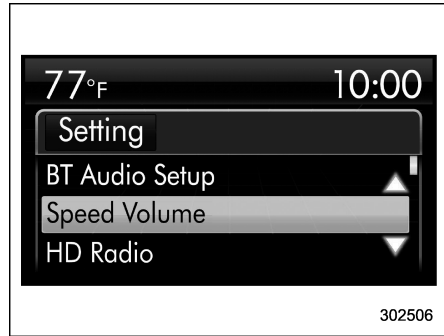 77°F 10:00
Setting
BT Audio Setup
Speed Volume
HD Radio
302506